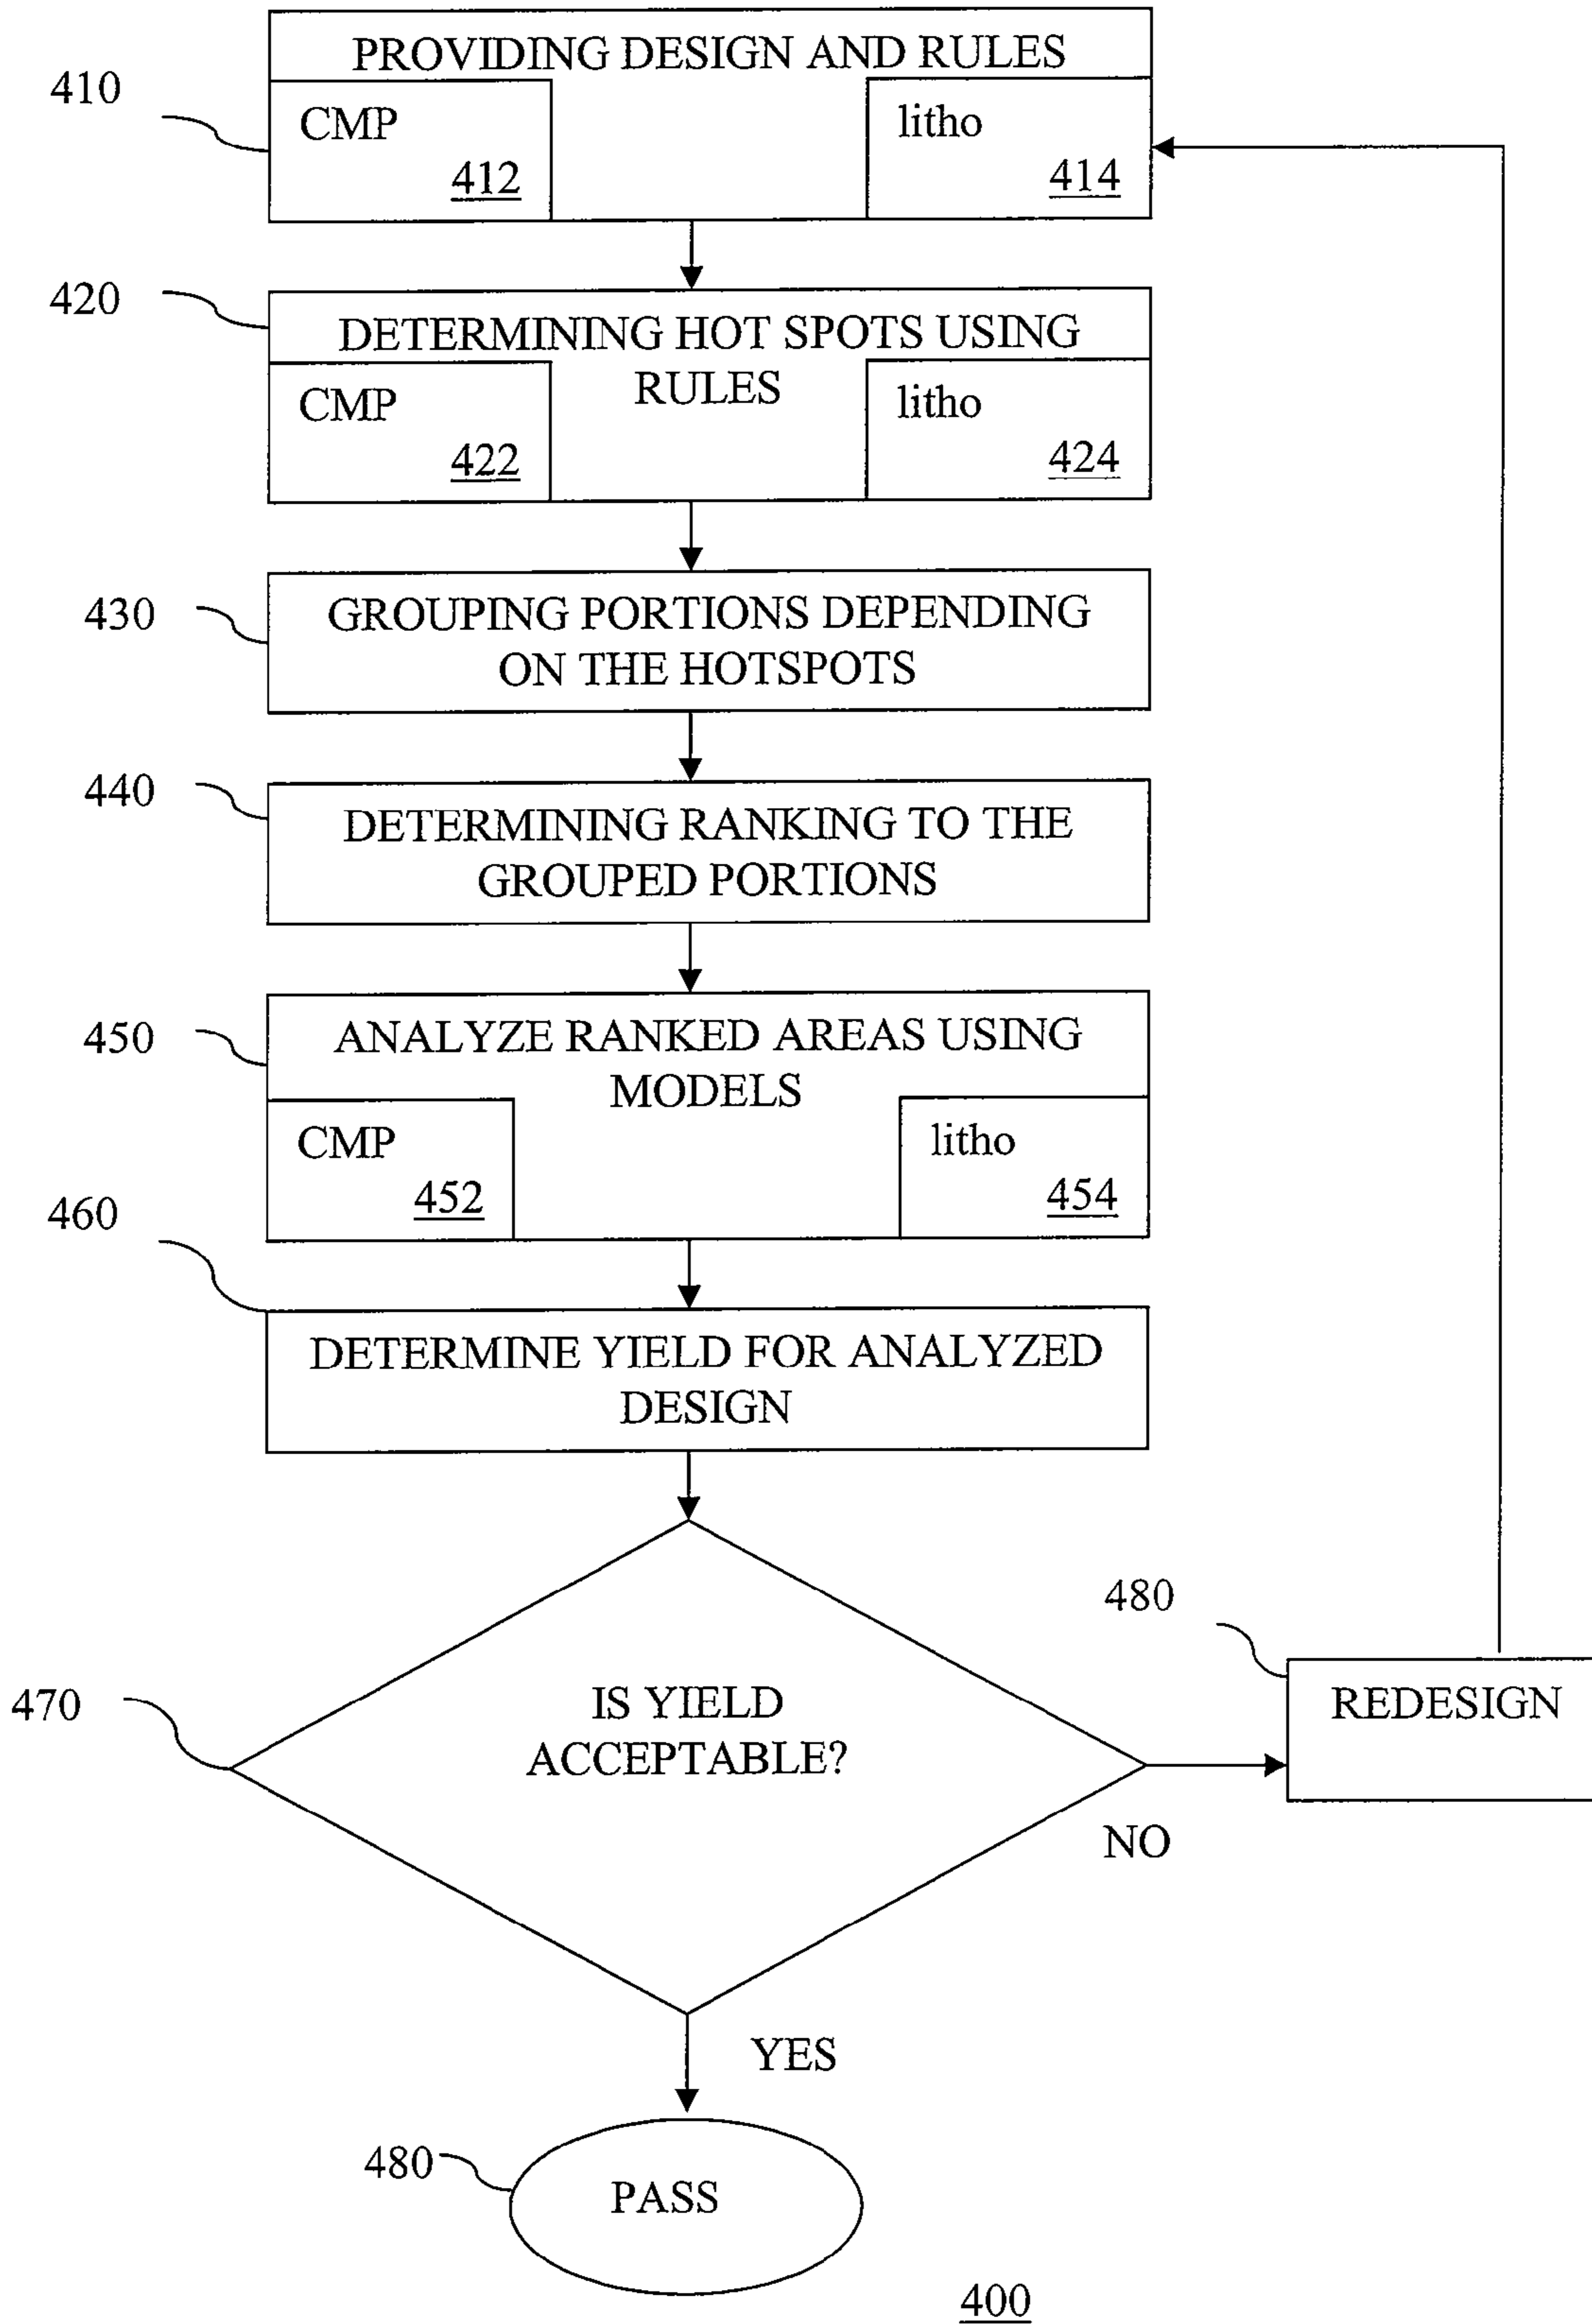 PROVIDING DESIGN AND RULES
410
CMP
litho
412
414
420
DETERMINING HOT SPOTS USING
RULES
CMP
litho
422
424
430
GROUPING PORTIONS DEPENDING
ON THE HOTSPOTS
440
DETERMINING RANKING TO THE
GROUPED PORTIONS
450
ANALYZE RANKED AREAS USING
MODELS
CMP
litho
452
454
460
DETERMINE YIELD FOR ANALYZED
DESIGN
470
IS YIELD
ACCEPTABLE?
480
REDESIGN
NO
YES
480
PASS
400